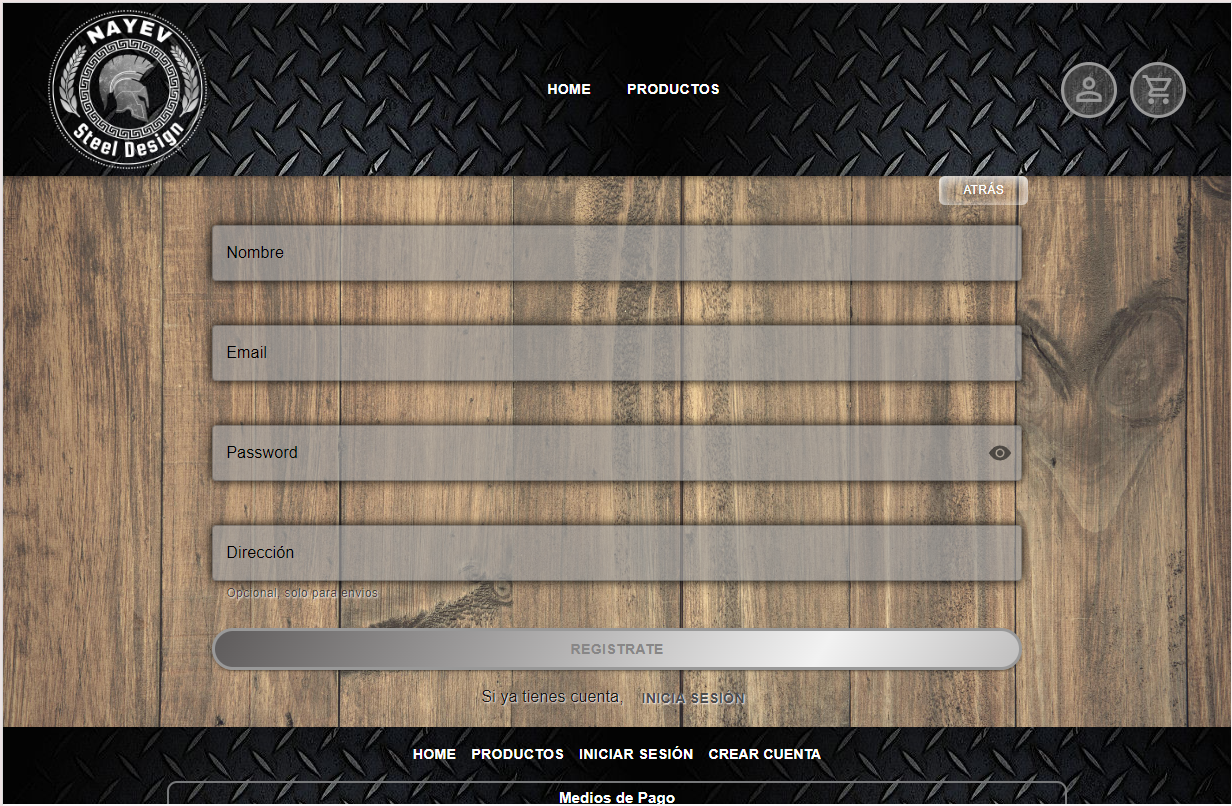 NAYEV
Steel Design
HOME PRODUCTOS
ATRÁS
Nombre
Email
Password
Dirección
Opcional, solo para envíos
REGISTRATE
Si ya tienes cuenta, INICIA SESIÓN
HOME PRODUCTOS INICIAR SESIÓN CREAR CUENTA
Medios de Pago